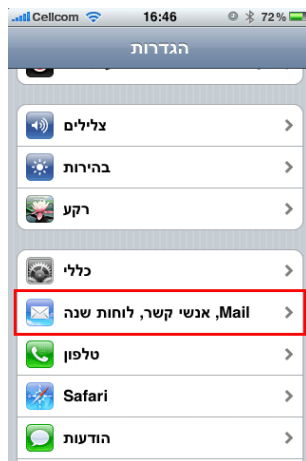 Cellcom 16:46 72%
הגדרות
צלילים
בהירות
רקע
כללי
Mail, אנשי קשר, לוחות שנה
טלפון
Safari
הודעות